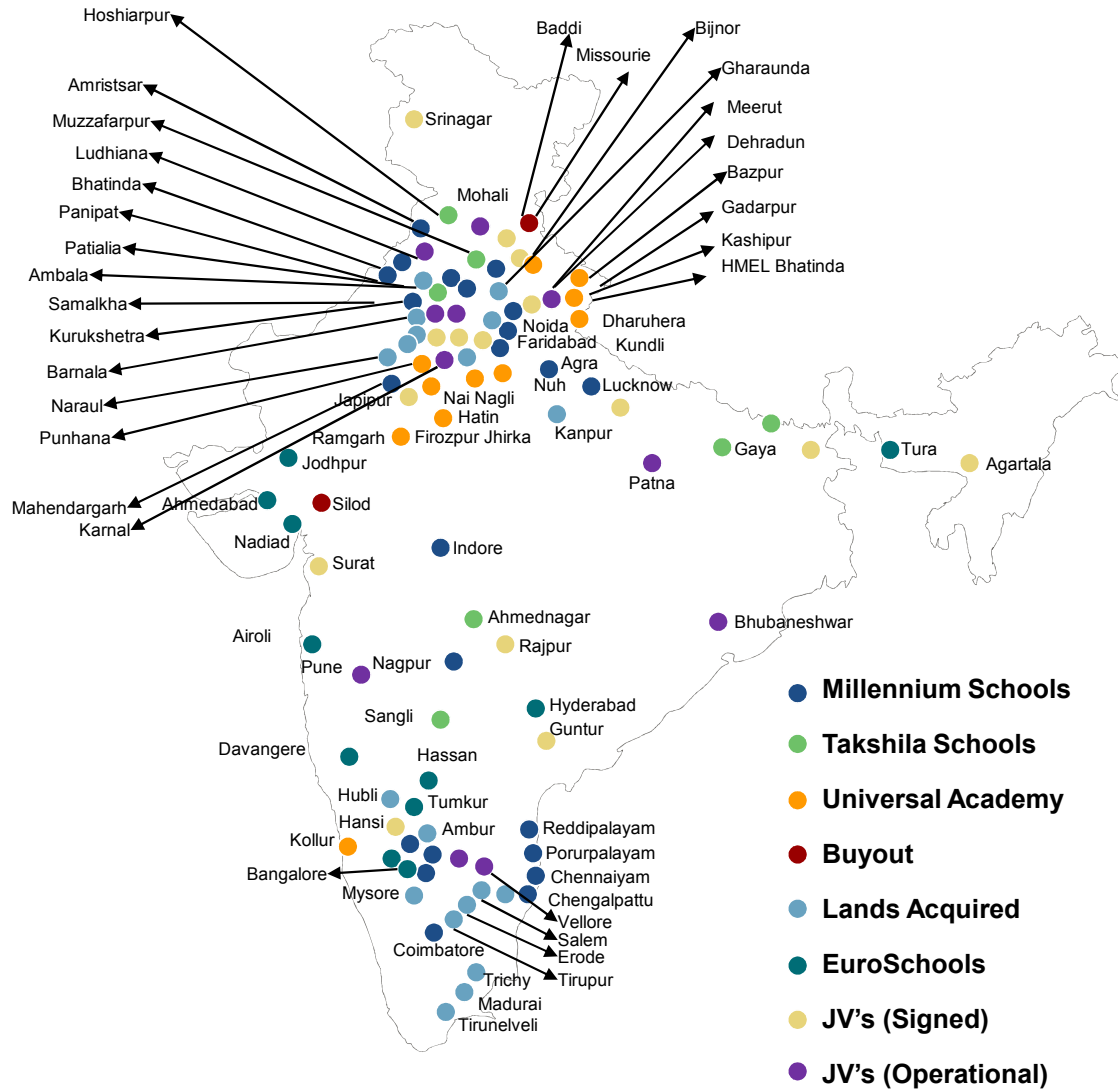 Hoshiarpur
Baddi
Bijnor
Missourie
Gharaunda
Amristsar
Meerut
Muzzafarpur
Srinagar
Dehradun
Ludhiana
Bazpur
Bhatinda
Mohali
Panipat
Gadarpur
Patialia
Kashipur
Ambala
HMEL Bhatinda
Samalkha
Kurukshetra
Noida
Dharuhera
Faridabad
Kundli
Barnala
Agra
Nuh
Lucknow
Naraul
Japipur
Nai Nagli
Hatin
Kanpur
Punhana
Ramgarh
Firozpur Jhirka
Gaya
Tura
Jodhpur
Agartala
Patna
Mahendargarh
Ahmedabad
Silod
Karnal
Nadiad
Indore
Surat
Ahmednagar
Bhubaneshwar
Airoli
Rajpur
Pune
Nagpur
Millennium Schools
Hyderabad
Sangli
Guntur
Takshila Schools
Davangere
Hassan
Hubli
Tumkur
Universal Academy
Hansi
Ambur
Reddipalayam
Kollur
Porurpalayam
Buyout
Bangalore
Chennaiyam
Mysore
Chengalpattu
Lands Acquired
Vellore
Salem
Coimbatore
Erode
EuroSchools
Trichy
Tirupur
Madurai
Tirunelveli
JV's (Signed)
JV's (Operational)